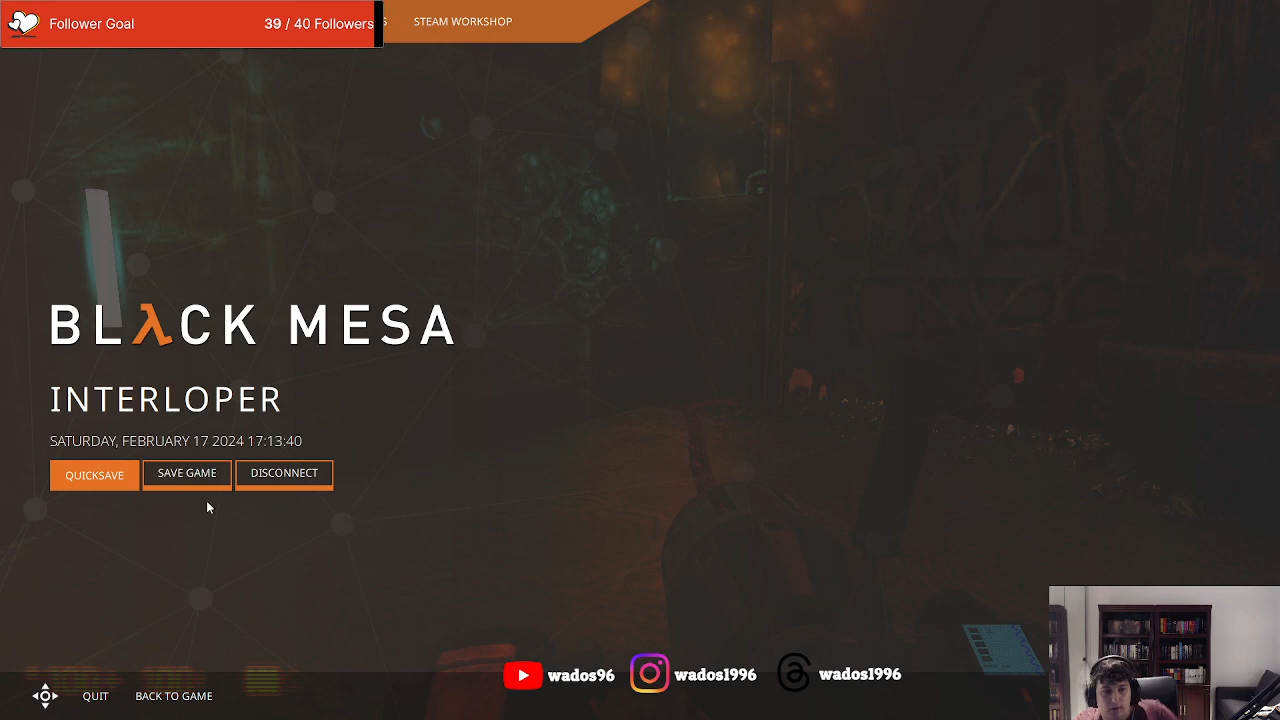 Follower Goal 39 / 40 Followers
S STEAM WORKSHOP
BLλCK MESA
INTERLOPER
SATURDAY, FEBRUARY 17 2024 17:13:40
QUICKSAVE SAVE GAME DISCONNECT
wados96 wados1996 wados1996
QUIT BACK TO GAME